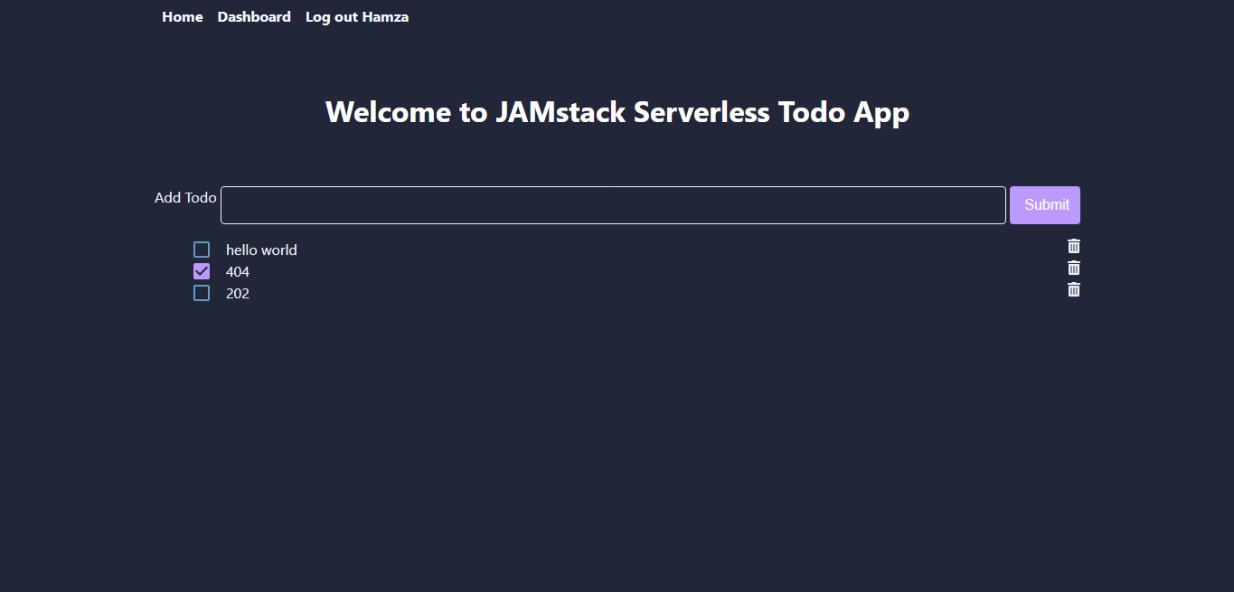 Home Dashboard Log out Hamza
Welcome to JAMstack Serverless Todo App
Add Todo Submit
hello world
404
202